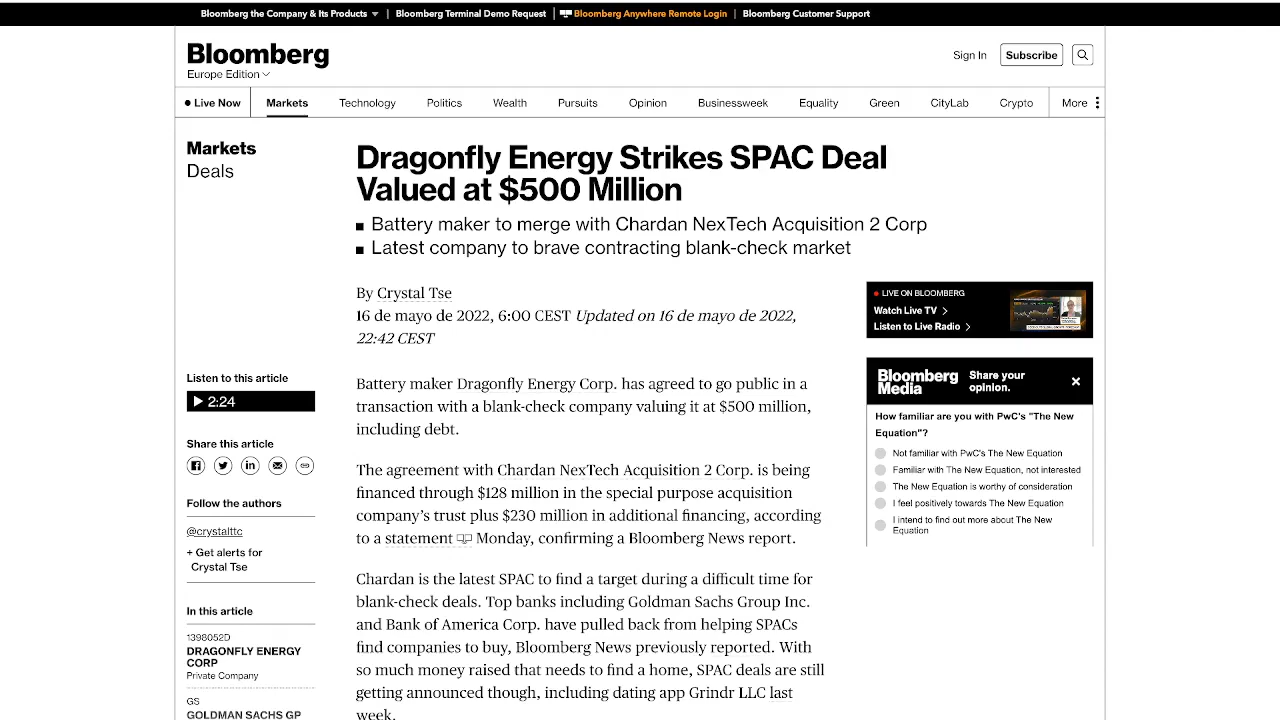 Bloomberg the Company & Its Products
Bloomberg Terminal Demo Request
Bloomberg Anywhere Remote Login
Bloomberg Customer Support
Bloomberg
Europe Edition
Sign In
Subscribe
Live Now
Markets
Technology
Politics
Wealth
Pursuits
Opinion
Businessweek
Equality
Green
CityLab
Crypto
More
Markets
Deals
Dragonfly Energy Strikes SPAC Deal
Valued at $500 Million
Battery maker to merge with Chardan NexTech Acquisition 2 Corp
Latest company to brave contracting blank-check market
By Crystal Tse
16 de mayo de 2022, 6:00 CEST Updated on 16 de mayo de 2022,
22:42 CEST
Listen to this article
2:24
Share this article
Follow the authors
@crystalttc
+ Get alerts for
Crystal Tse
In this article
1398052D
DRAGONFLY ENERGY
CORP
Private Company
GS
GOLDMAN SACHS GP
Battery maker Dragonfly Energy Corp. has agreed to go public in a
transaction with a blank-check company valuing it at $500 million,
including debt.
The agreement with Chardan NexTech Acquisition 2 Corp. is being
financed through $128 million in the special purpose acquisition
company's trust plus $230 million in additional financing, according
to a statement Monday, confirming a Bloomberg News report.
Chardan is the latest SPAC to find a target during a difficult time for
blank-check deals. Top banks including Goldman Sachs Group Inc.
and Bank of America Corp. have pulled back from helping SPACs
find companies to buy, Bloomberg News previously reported. With
so much money raised that needs to find a home, SPAC deals are still
getting announced though, including dating app Grindr LLC last
week.
LIVE ON BLOOMBERG
Watch Live TV
Listen to Live Radio
Bloomberg
Media
Share your
opinion.
How familiar are you with PwC's "The New
Equation"?
Not familiar with PwC's The New Equation
Familiar with The New Equation, not interested
The New Equation is worthy of consideration
I feel positively towards The New Equation
I intend to find out more about The New
Equation